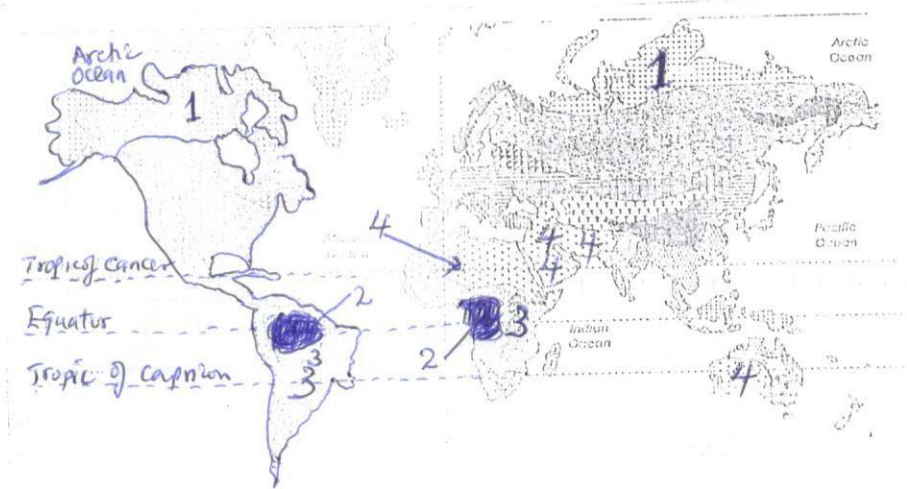 Arctic
Ocean
1
1
Arctic
Ocean
4
4
4
4
Pacific
Ocean
Tropic of Cancer
Equator
2
3
Indian
Ocean
2
3
3
Tropic of Caprion
4